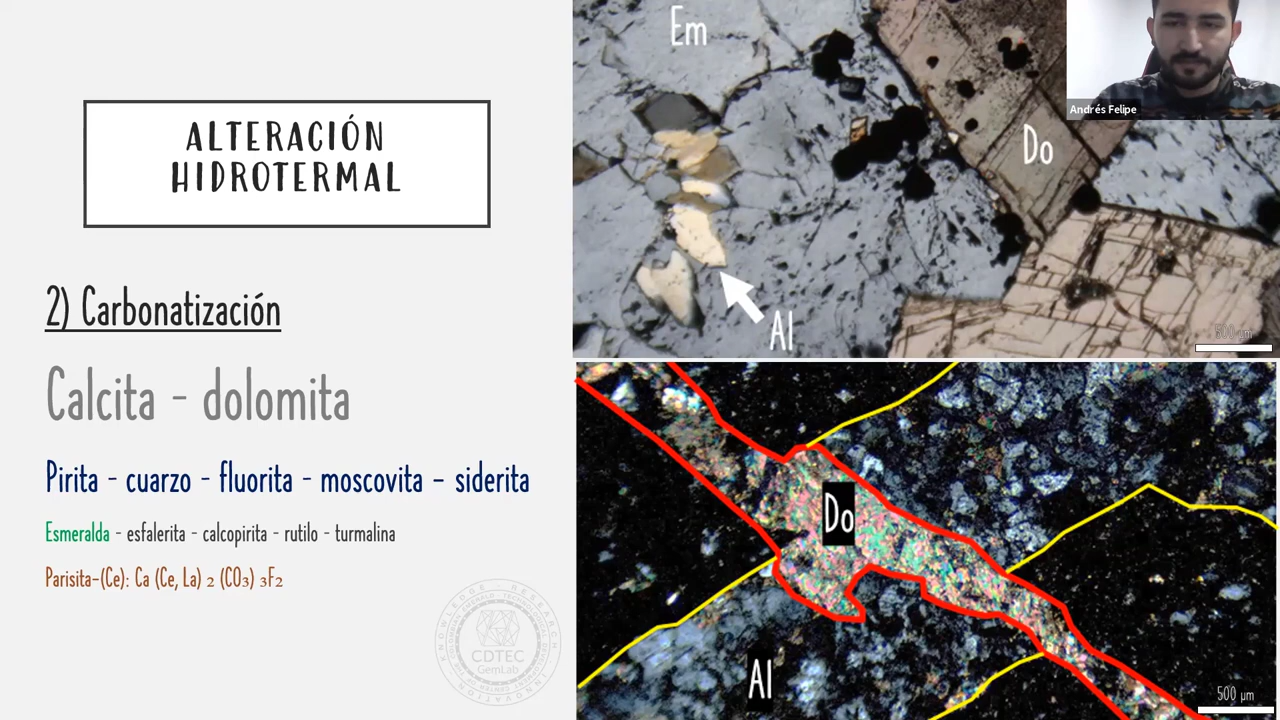 ALTERACIÓN
HIDROTERMAL
2) Carbonatización
Calcita - dolomita
Pirita - cuarzo - fluorita - moscovita - siderita
Esmeralda - esfalerita - calcopirita - rutilo - turmalina
Parisita-(Ce): Ca (Ce, La) ₂ (CO₃) ₃F₂
CDTEC
GemLab
Em
Do
Al
500 µm
Andrés Felipe
Do
Al
500 µm